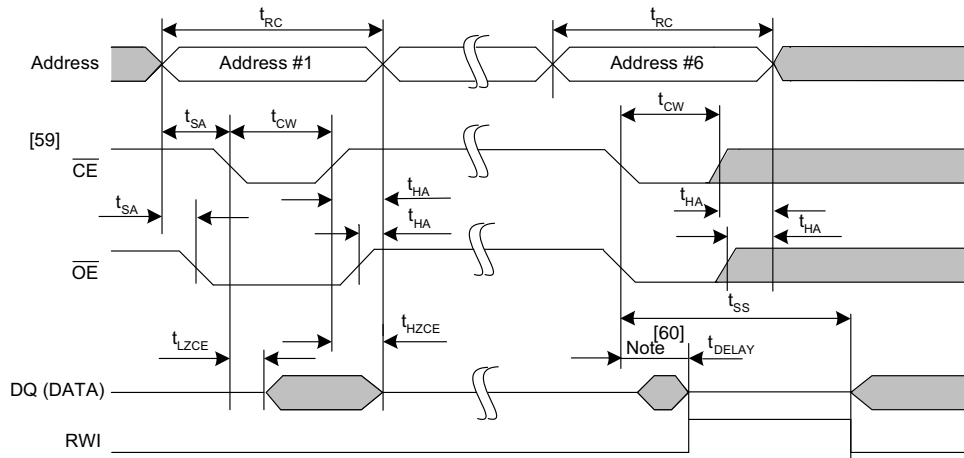 tRC
tRC
Address
Address #1
Address #6
tSA
tCW
tCW
[59]
CE
tSA
tHA
tHA
tHA
tHA
OE
tSS
tLZCE
tHZCE
[60]
Note
tDELAY
DQ (DATA)
RWI